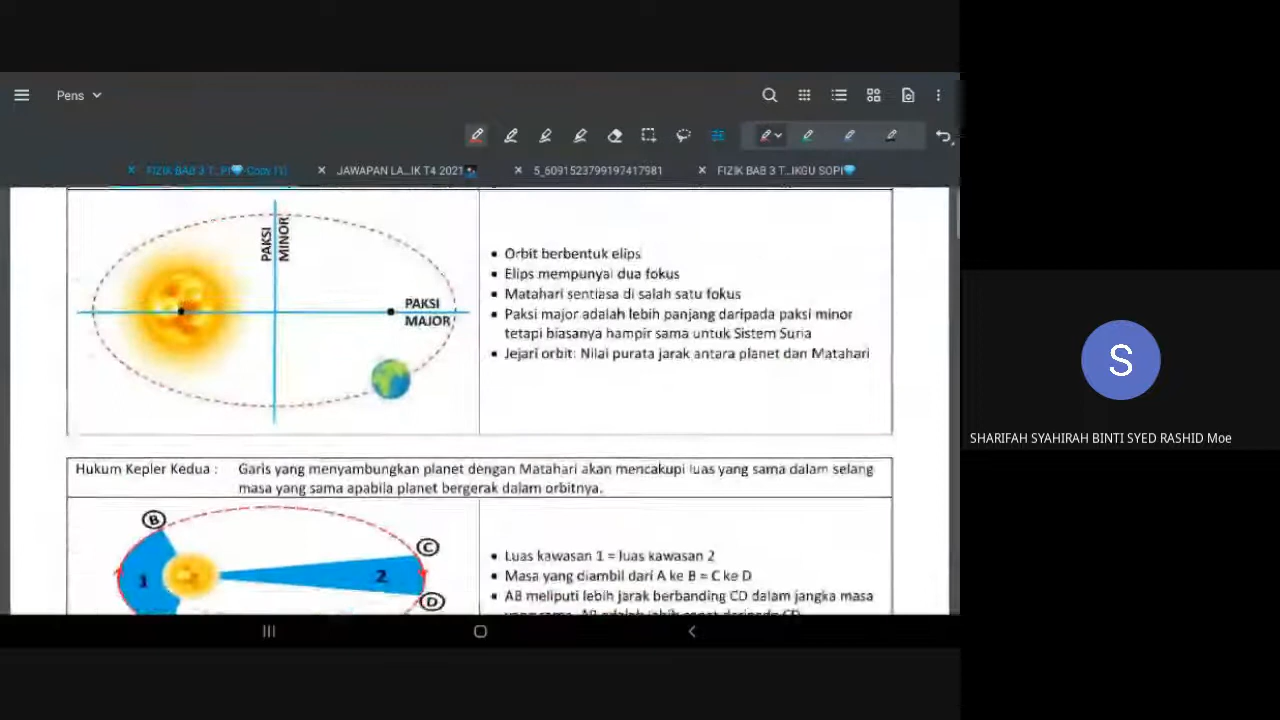 Pens
FIZIK BAB 3 T..PI💎 Copy (1)
JAWAPAN LA...IK T4 2021
5_6091523799197417981
FIZIK BAB 3 T..IKGU SOPI💎
PAKSI
MINOR
PAKSI
MAJOR
• Orbit berbentuk elips
• Elips mempunyai dua fokus
• Matahari sentiasa di salah satu fokus
• Paksi major adalah lebih panjang daripada paksi minor
tetapi biasanya hampir sama untuk Sistem Suria
• Jejari orbit: Nilai purata jarak antara planet dan Matahari
S
SHARIFAH SYAHIRAH BINTI SYED RASHID Moe
Hukum Kepler Kedua : Garis yang menyambungkan planet dengan Matahari akan mencakupi luas yang sama dalam selang
masa yang sama apabila planet bergerak dalam orbitnya.
B
C
1
2
D
• Luas kawasan 1 = luas kawasan 2
• Masa yang diambil dari A ke B = C ke D
• AB meliputi lebih jarak berbanding CD dalam jangka masa